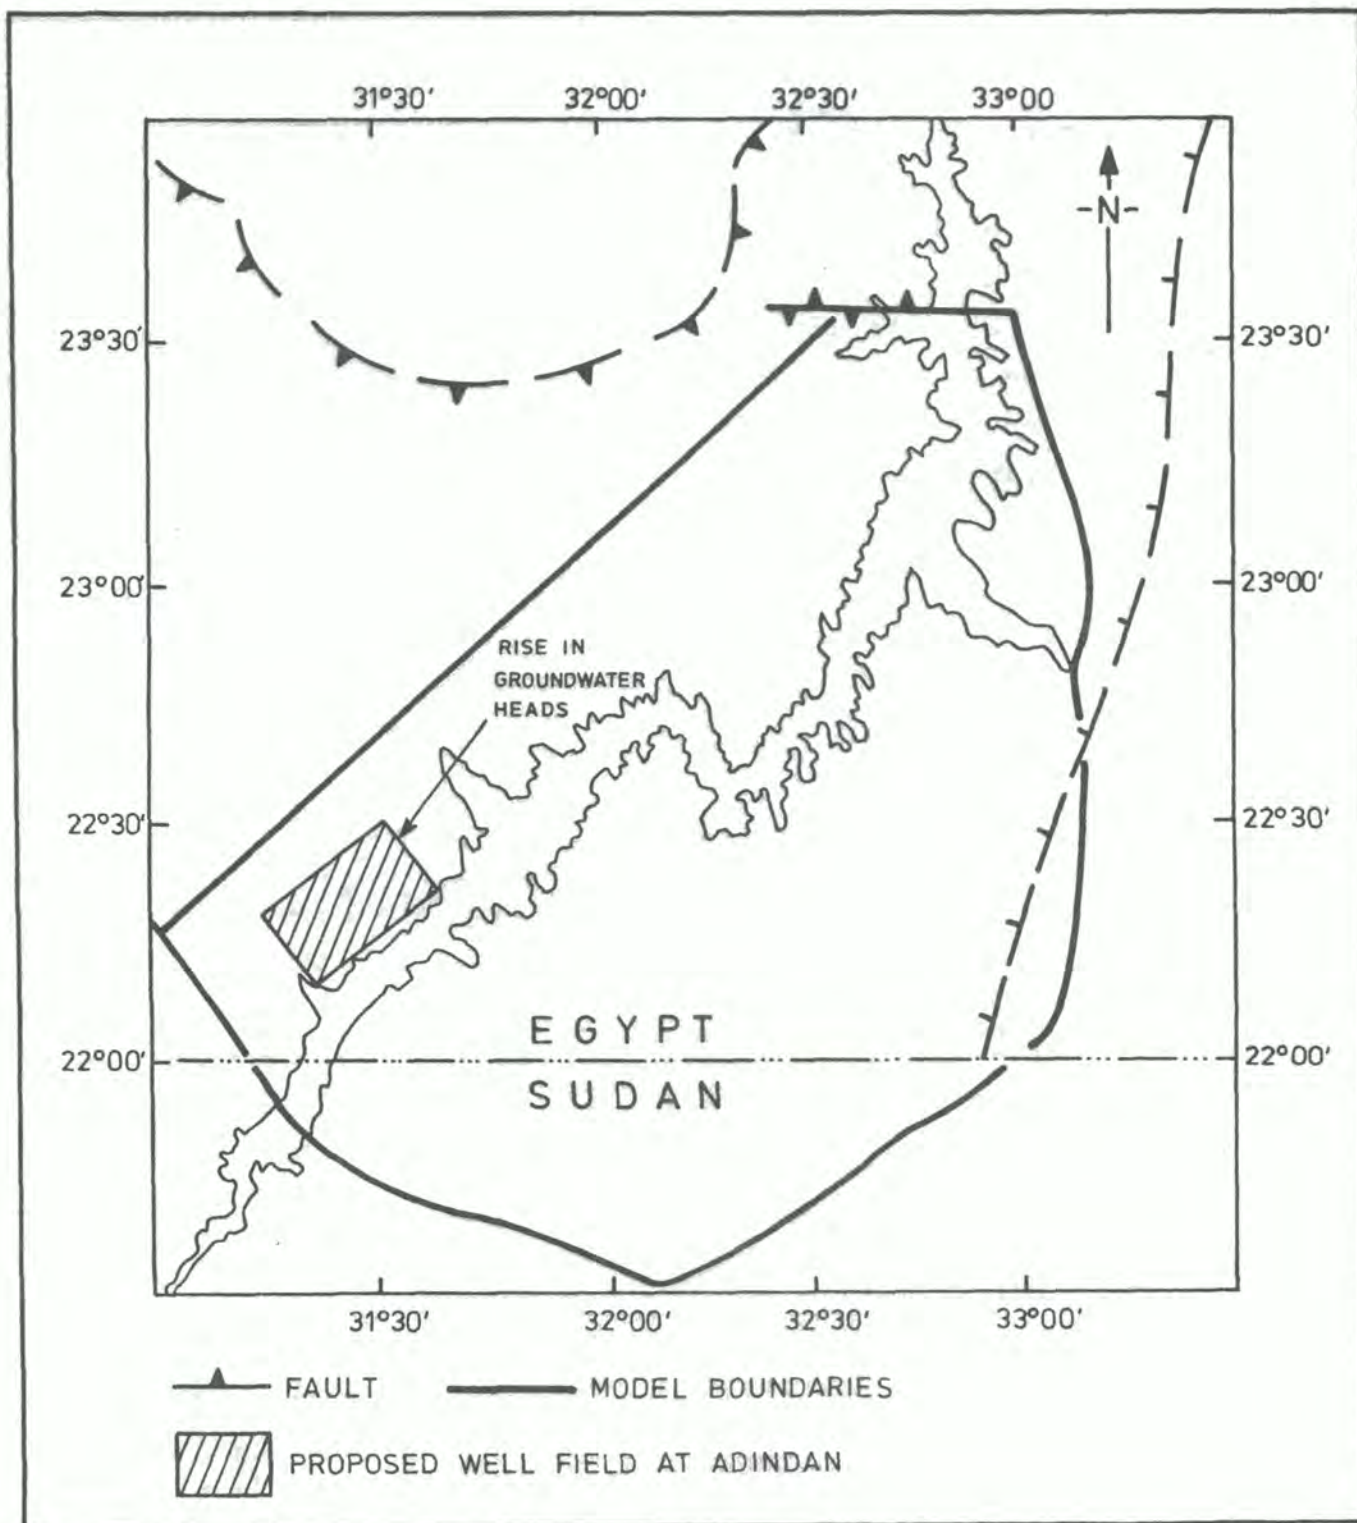 31°30' 32°00' 32°30' 33°00'
-N-
23°30' 23°30'
23°00' 23°00'
RISE IN
GROUNDWATER
HEADS
22°30' 22°30'
EGYPT
22°00' 22°00'
SUDAN
31°30' 32°00' 32°30' 33°00'
FAULT MODEL BOUNDARIES
PROPOSED WELL FIELD AT ADINDAN